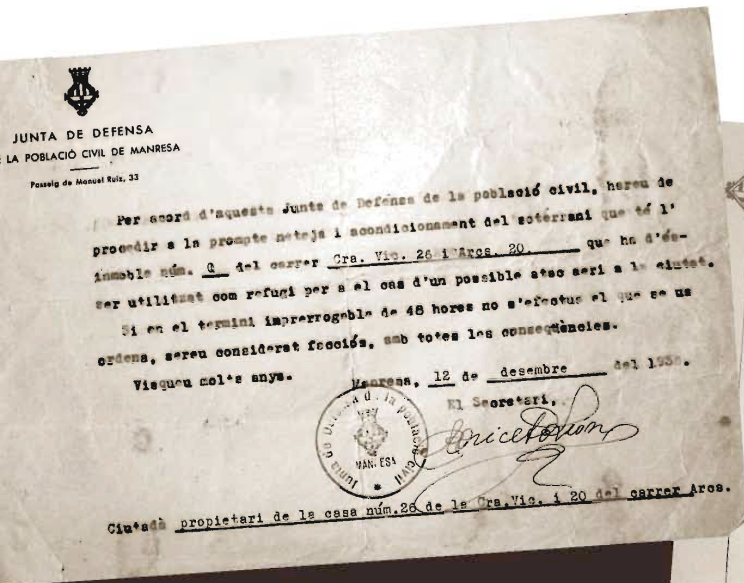 JUNTA DE DEFENSA
LA POBLACIÓ CIVIL DE MANRESA
Passeig de Manuel Ruiz, 33
Per acord d'aquesta Junta de Defensa de la població civil, hareu de
procedir a la prompte neteja i acondicionament del soterrani que té l'
inmoble núm. del carrer Cra. Vic. 26 i Arcs. 20. que ha d'és-
ser utilitzat com refugi per a el cas d'un possible atac aeri a la ciutat.
Si en el termini imprerrogable de 48 hores no s'efectua el que se us
ordena, sereu considerat facciós, amb totes les conseqüències.
Visqueu molts anys. Manresa, 12 de desembre del
El Secretari,
Junta de Defensa de la població civil
MANRESA
Ciutadà propietari de la casa núm.26 de la Cra.Vic. i 20 del carrer Arcs.